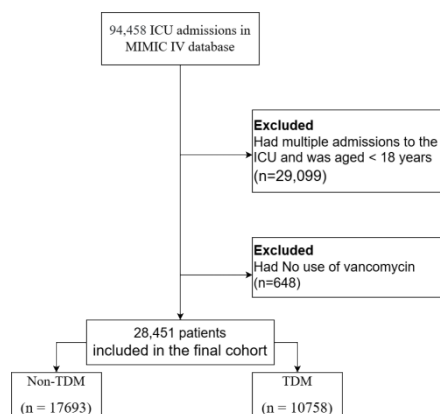 94,458 ICU admissions in
MIMIC IV database
Excluded
Had multiple admissions to the
ICU and was aged < 18 years
(n=29,099)
Excluded
Had No use of vancomycin
(n=648)
28,451 patients
included in the final cohort
Non-TDM
(n = 17693)
TDM
(n = 10758)